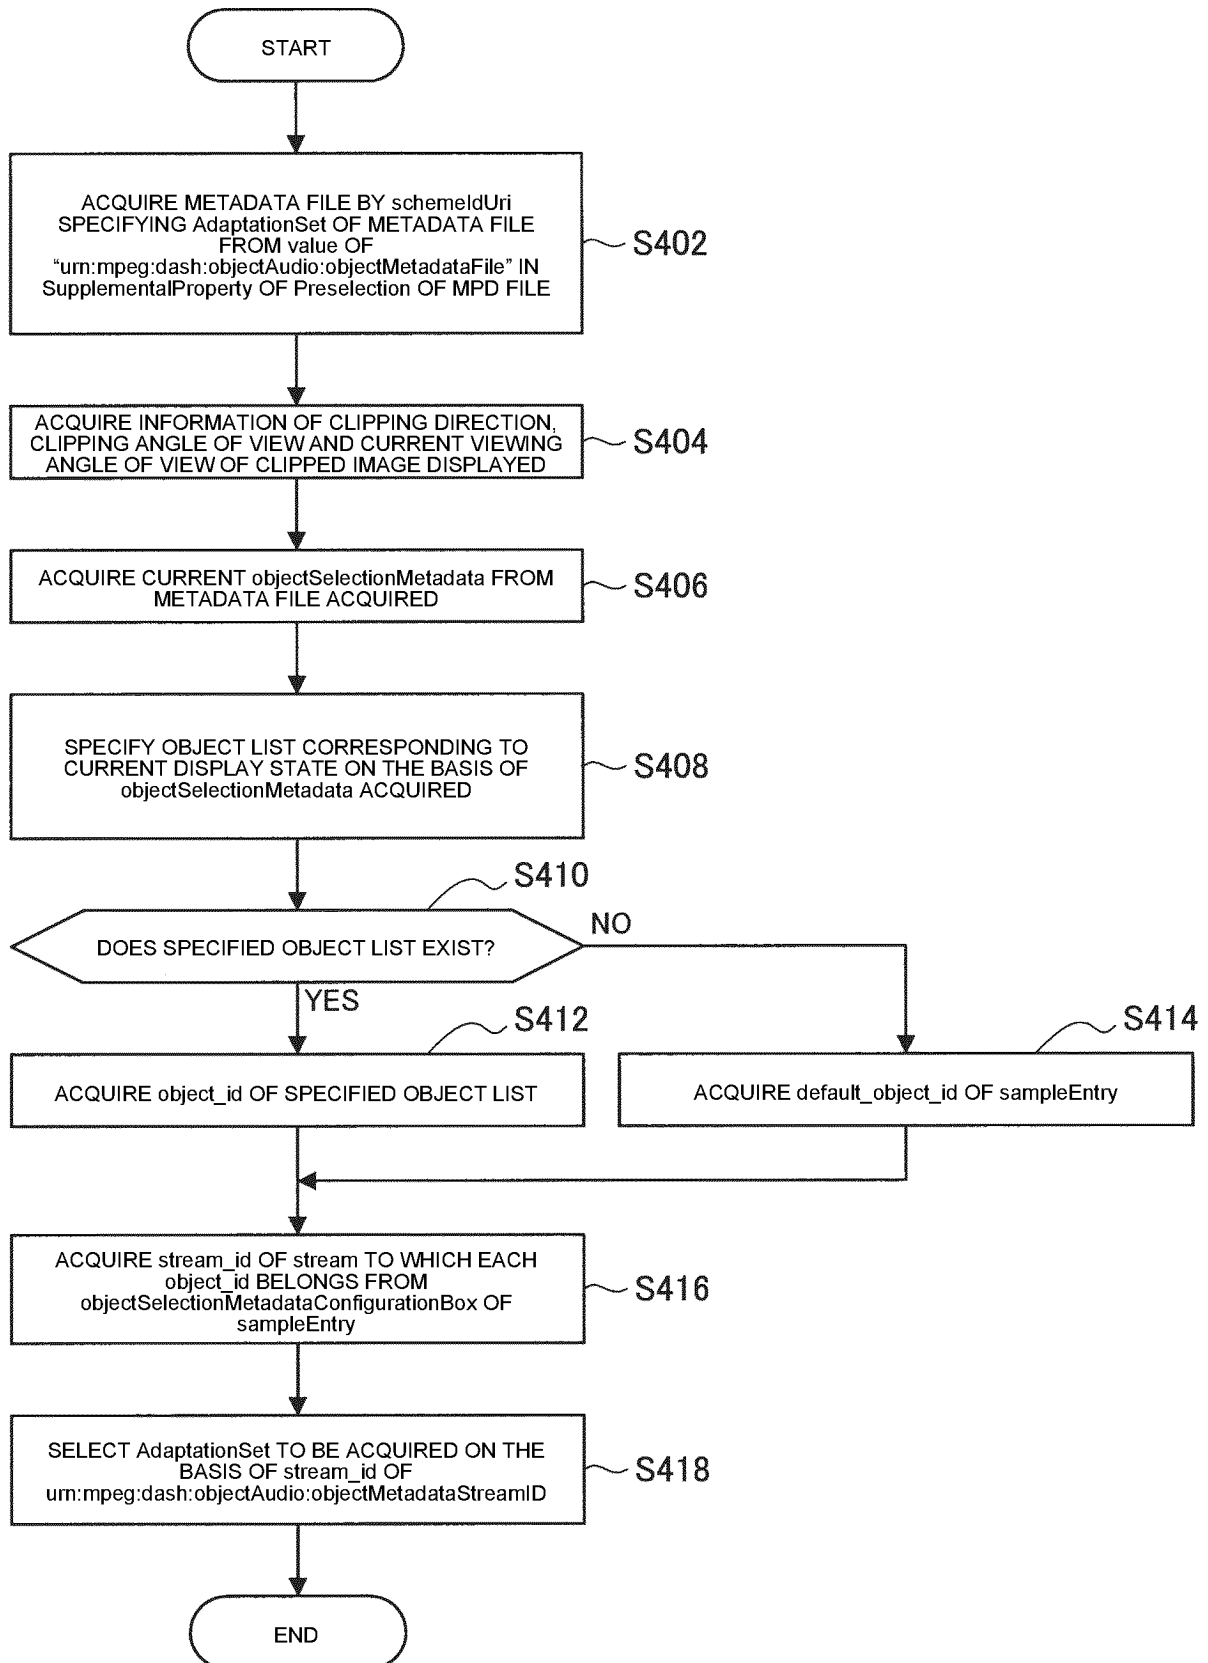 START
ACQUIRE METADATA FILE BY schemeIdUri
SPECIFYING AdaptationSet OF METADATA FILE
FROM value OF
“urn:mpeg:dash:objectAudio:objectMetadataFile” IN
SupplementalProperty OF Preselection OF MPD FILE
S402
ACQUIRE INFORMATION OF CLIPPING DIRECTION,
CLIPPING ANGLE OF VIEW AND CURRENT VIEWING
ANGLE OF VIEW OF CLIPPED IMAGE DISPLAYED
S404
ACQUIRE CURRENT objectSelectionMetadata FROM
METADATA FILE ACQUIRED
S406
SPECIFY OBJECT LIST CORRESPONDING TO
CURRENT DISPLAY STATE ON THE BASIS OF
objectSelectionMetadata ACQUIRED
S408
S410
DOES SPECIFIED OBJECT LIST EXIST?
NO
YES
S412
ACQUIRE object_id OF SPECIFIED OBJECT LIST
S414
ACQUIRE default_object_id OF sampleEntry
ACQUIRE stream_id OF stream TO WHICH EACH
object_id BELONGS FROM
objectSelectionMetadataConfigurationBox OF
sampleEntry
S416
SELECT AdaptationSet TO BE ACQUIRED ON THE
BASIS OF stream_id OF
urn:mpeg:dash:objectAudio:objectMetadataStreamID
S418
END